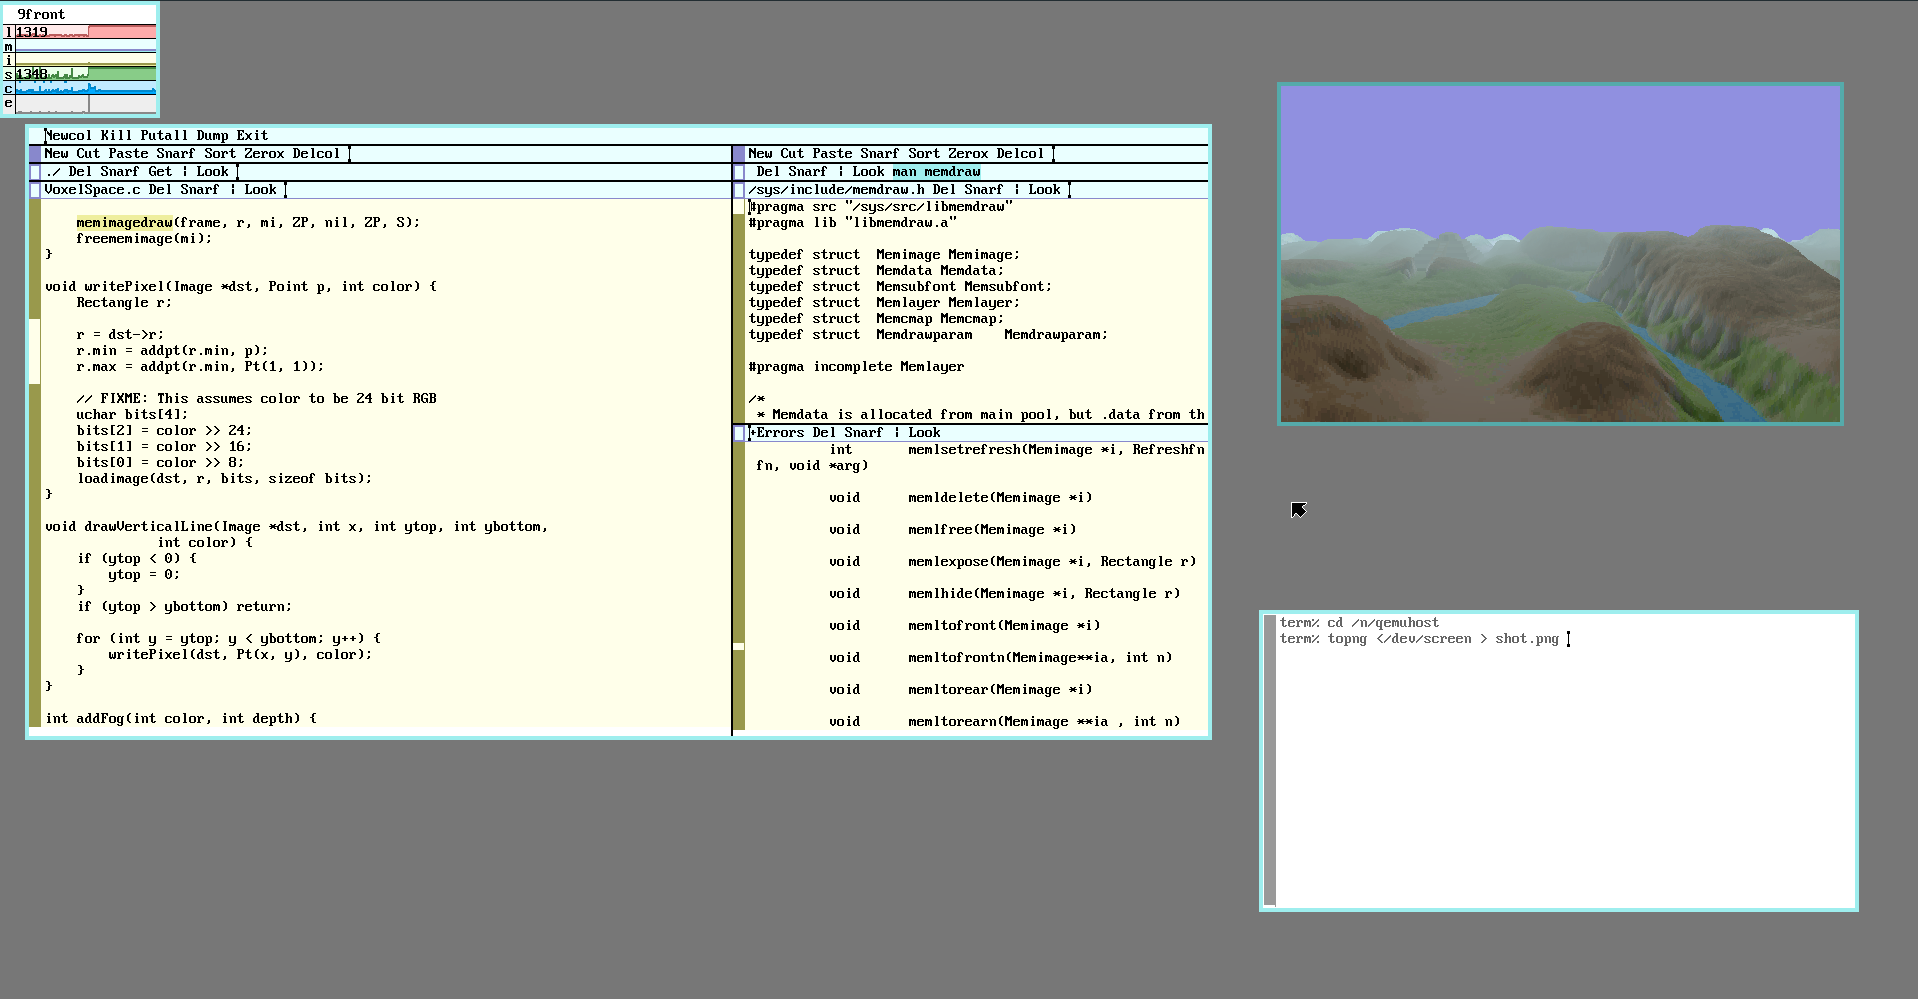 9front
l 1319
m
i
s 1348
c
e
Newcol Kill Putall Dump Exit
New Cut Paste Snarf Sort Zerox Delcol
./ Del Snarf Get | Look
VoxelSpace.c Del Snarf | Look
memimagedraw(frame, r, mi, ZP, nil, ZP, S);
freememimage(mi);
}
void writePixel(Image *dst, Point p, int color) {
Rectangle r;
r = dst->r;
r.min = addpt(r.min, p);
r.max = addpt(r.min, Pt(1, 1));
// FIXME: This assumes color to be 24 bit RGB
uchar bits[4];
bits[2] = color >> 24;
bits[1] = color >> 16;
bits[0] = color >> 8;
loadimage(dst, r, bits, sizeof bits);
}
void drawVerticalLine(Image *dst, int x, int ytop, int ybottom,
int color) {
if (ytop < 0) {
ytop = 0;
}
if (ytop > ybottom) return;
for (int y = ytop; y < ybottom; y++) {
writePixel(dst, Pt(x, y), color);
}
}
int addFog(int color, int depth) {
New Cut Paste Snarf Sort Zerox Delcol
Del Snarf | Look man memdraw
/sys/include/memdraw.h Del Snarf | Look
#pragma src "/sys/src/libmemdraw"
#pragma lib "libmemdraw.a"
typedef struct Memimage Memimage;
typedef struct Memdata Memdata;
typedef struct Memsubfont Memsubfont;
typedef struct Memlayer Memlayer;
typedef struct Memcmap Memcmap;
typedef struct Memdrawparam Memdrawparam;
#pragma incomplete Memlayer
/*
* Memdata is allocated from main pool, but .data from th
+Errors Del Snarf | Look
int memlsetrefresh(Memimage *i, Refreshfn
fn, void *arg)
void memldelete(Memimage *i)
void memlfree(Memimage *i)
void memlexpose(Memimage *i, Rectangle r)
void memlhide(Memimage *i, Rectangle r)
void memltofront(Memimage *i)
void memltofrontn(Memimage**ia, int n)
void memltorear(Memimage *i)
void memltorearn(Memimage **ia , int n)
term% cd /n/qemuhost
term% topng </dev/screen > shot.png